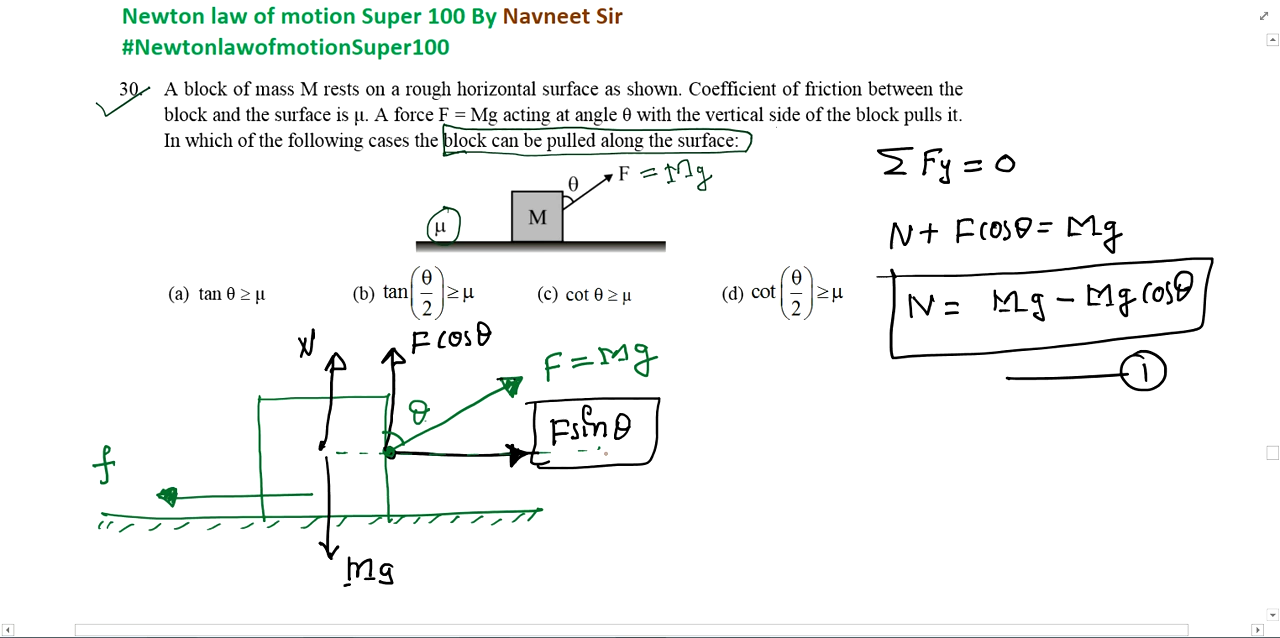 Newton law of motion Super 100 By Navneet Sir
#NewtonlawofmotionSuper100
30. A block of mass M rests on a rough horizontal surface as shown. Coefficient of friction between the
block and the surface is μ. A force F = Mg acting at angle θ with the vertical side of the block pulls it.
In which of the following cases the block can be pulled along the surface:
θ F = Mg
M
μ
(a) tan θ ≥ μ (b) tan(θ/2) ≥ μ (c) cot θ ≥ μ (d) cot(θ/2) ≥ μ
N
F cosθ
F = Mg
θ
F sinθ
f
Mg
Σ Fy = 0
N + F cosθ = Mg
N = Mg - Mg cosθ
1